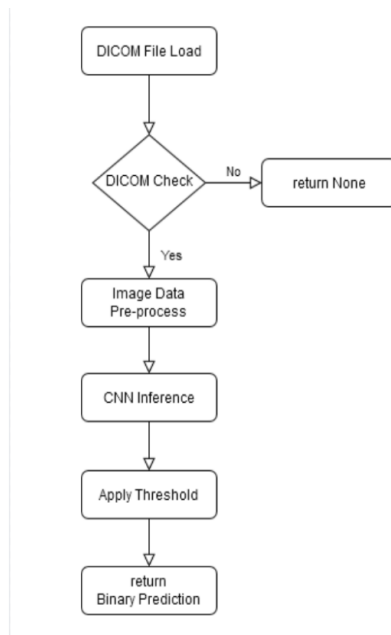 DICOM File Load
DICOM Check
No
return None
Yes
Image Data
Pre-process
CNN Inference
Apply Threshold
return
Binary Prediction